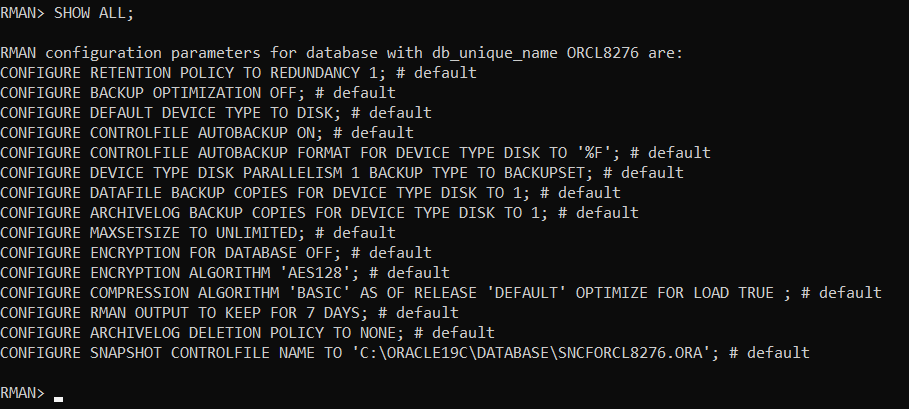 RMAN> SHOW ALL;
RMAN configuration parameters for database with db_unique_name ORCL8276 are:
CONFIGURE RETENTION POLICY TO REDUNDANCY 1; # default
CONFIGURE BACKUP OPTIMIZATION OFF; # default
CONFIGURE DEFAULT DEVICE TYPE TO DISK; # default
CONFIGURE CONTROLFILE AUTOBACKUP ON; # default
CONFIGURE CONTROLFILE AUTOBACKUP FORMAT FOR DEVICE TYPE DISK TO '%F'; # default
CONFIGURE DEVICE TYPE DISK PARALLELISM 1 BACKUP TYPE TO BACKUPSET; # default
CONFIGURE DATAFILE BACKUP COPIES FOR DEVICE TYPE DISK TO 1; # default
CONFIGURE ARCHIVELOG BACKUP COPIES FOR DEVICE TYPE DISK TO 1; # default
CONFIGURE MAXSETSIZE TO UNLIMITED; # default
CONFIGURE ENCRYPTION FOR DATABASE OFF; # default
CONFIGURE ENCRYPTION ALGORITHM 'AES128'; # default
CONFIGURE COMPRESSION ALGORITHM 'BASIC' AS OF RELEASE 'DEFAULT' OPTIMIZE FOR LOAD TRUE ; # default
CONFIGURE RMAN OUTPUT TO KEEP FOR 7 DAYS; # default
CONFIGURE ARCHIVELOG DELETION POLICY TO NONE; # default
CONFIGURE SNAPSHOT CONTROLFILE NAME TO 'C:\ORACLE19C\DATABASE\SNCFORCL8276.ORA'; # default
RMAN>